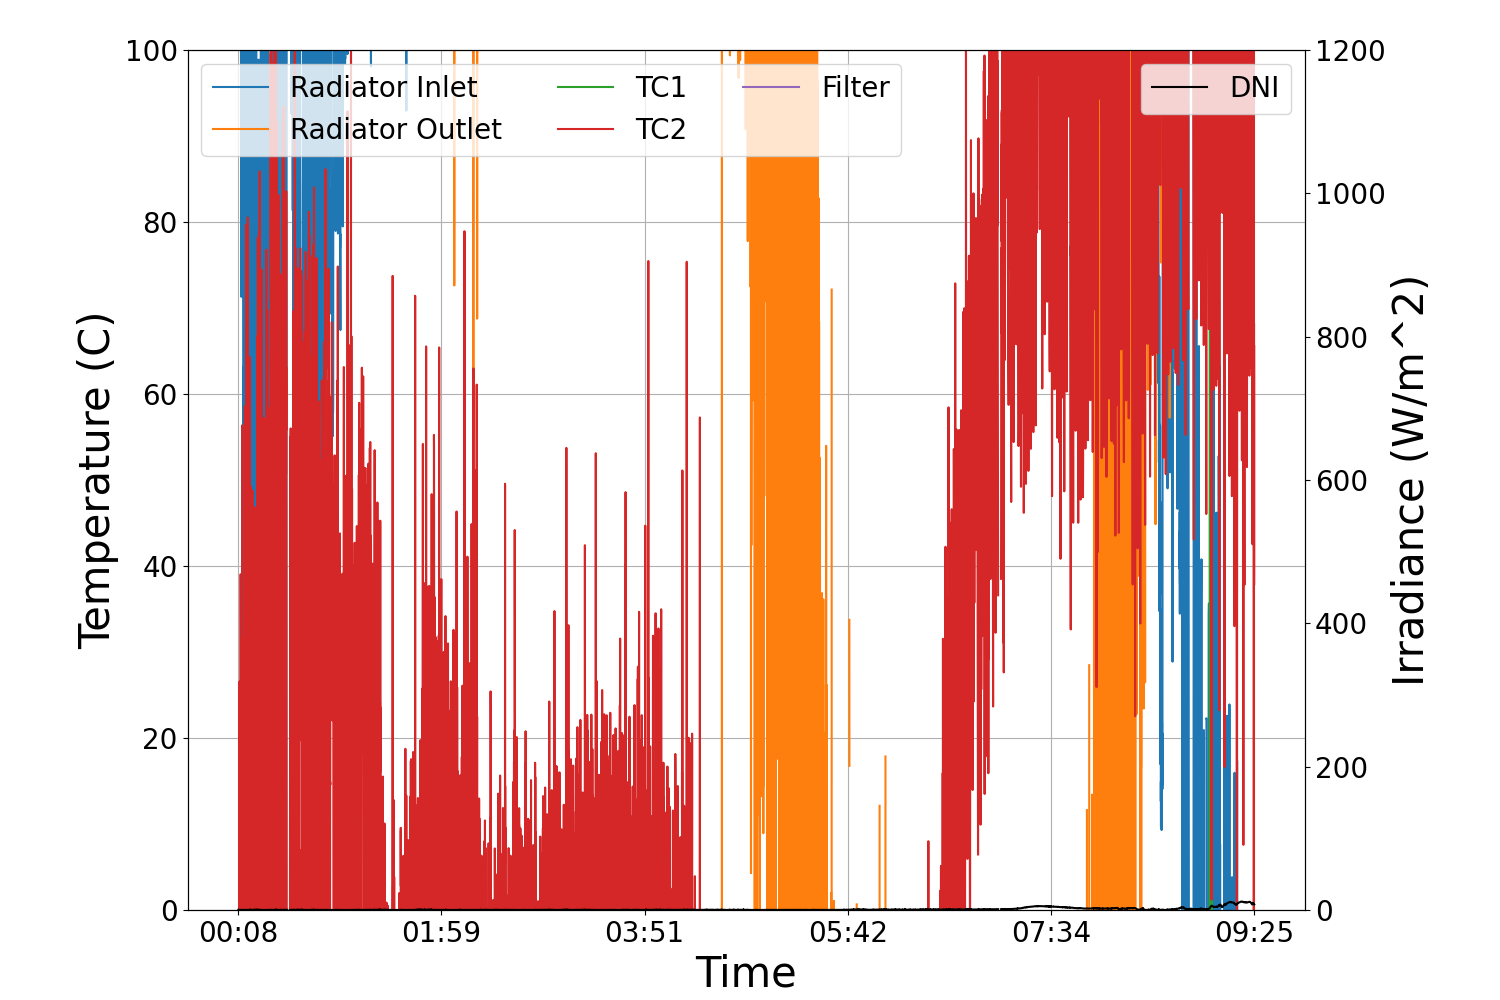 100
1200
Radiator Inlet
TC1
Filter
DNI
Radiator Outlet
TC2
1000
80
800
60
600
40
400
20
200
0
0
Temperature (C)
Irradiance (W/m^2)
00:08
01:59
03:51
05:42
07:34
09:25
Time